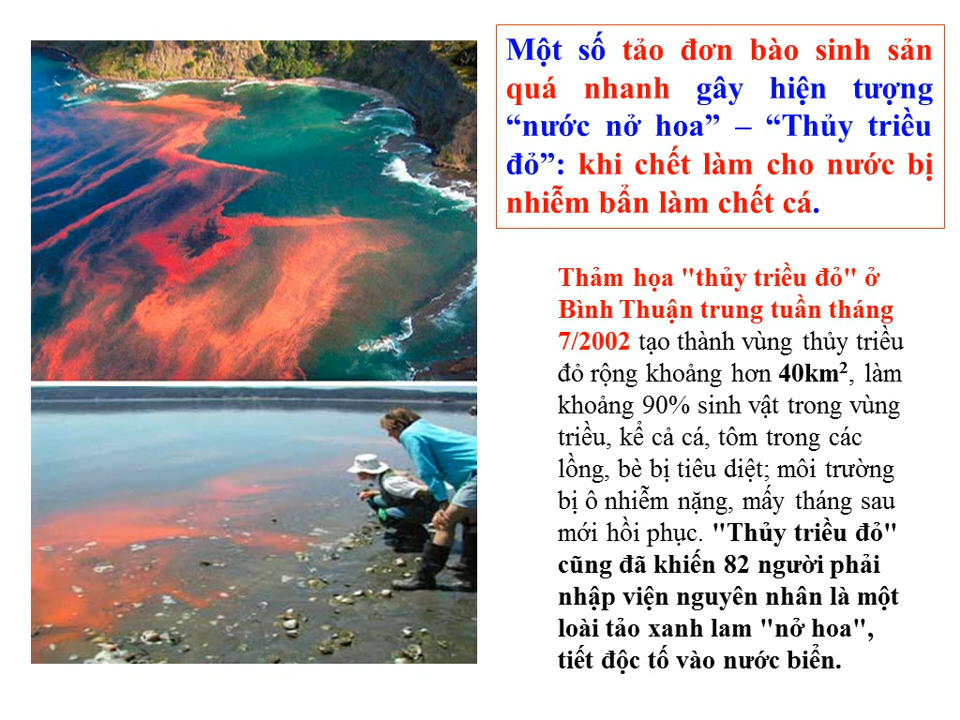 Một số tảo đơn bào sinh sản
quá nhanh gây hiện tượng
“nước nở hoa” – “Thủy triều
đỏ”: khi chết làm cho nước bị
nhiễm bẩn làm chết cá.
Thảm họa "thủy triều đỏ" ở
Bình Thuận trung tuần tháng
7/2002 tạo thành vùng thủy triều
đỏ rộng khoảng hơn 40km², làm
khoảng 90% sinh vật trong vùng
triều, kể cả cá, tôm trong các
lồng, bè bị tiêu diệt; môi trường
bị ô nhiễm nặng, mấy tháng sau
mới hồi phục. "Thủy triều đỏ"
cũng đã khiến 82 người phải
nhập viện nguyên nhân là một
loài tảo xanh lam "nở hoa",
tiết độc tố vào nước biển.